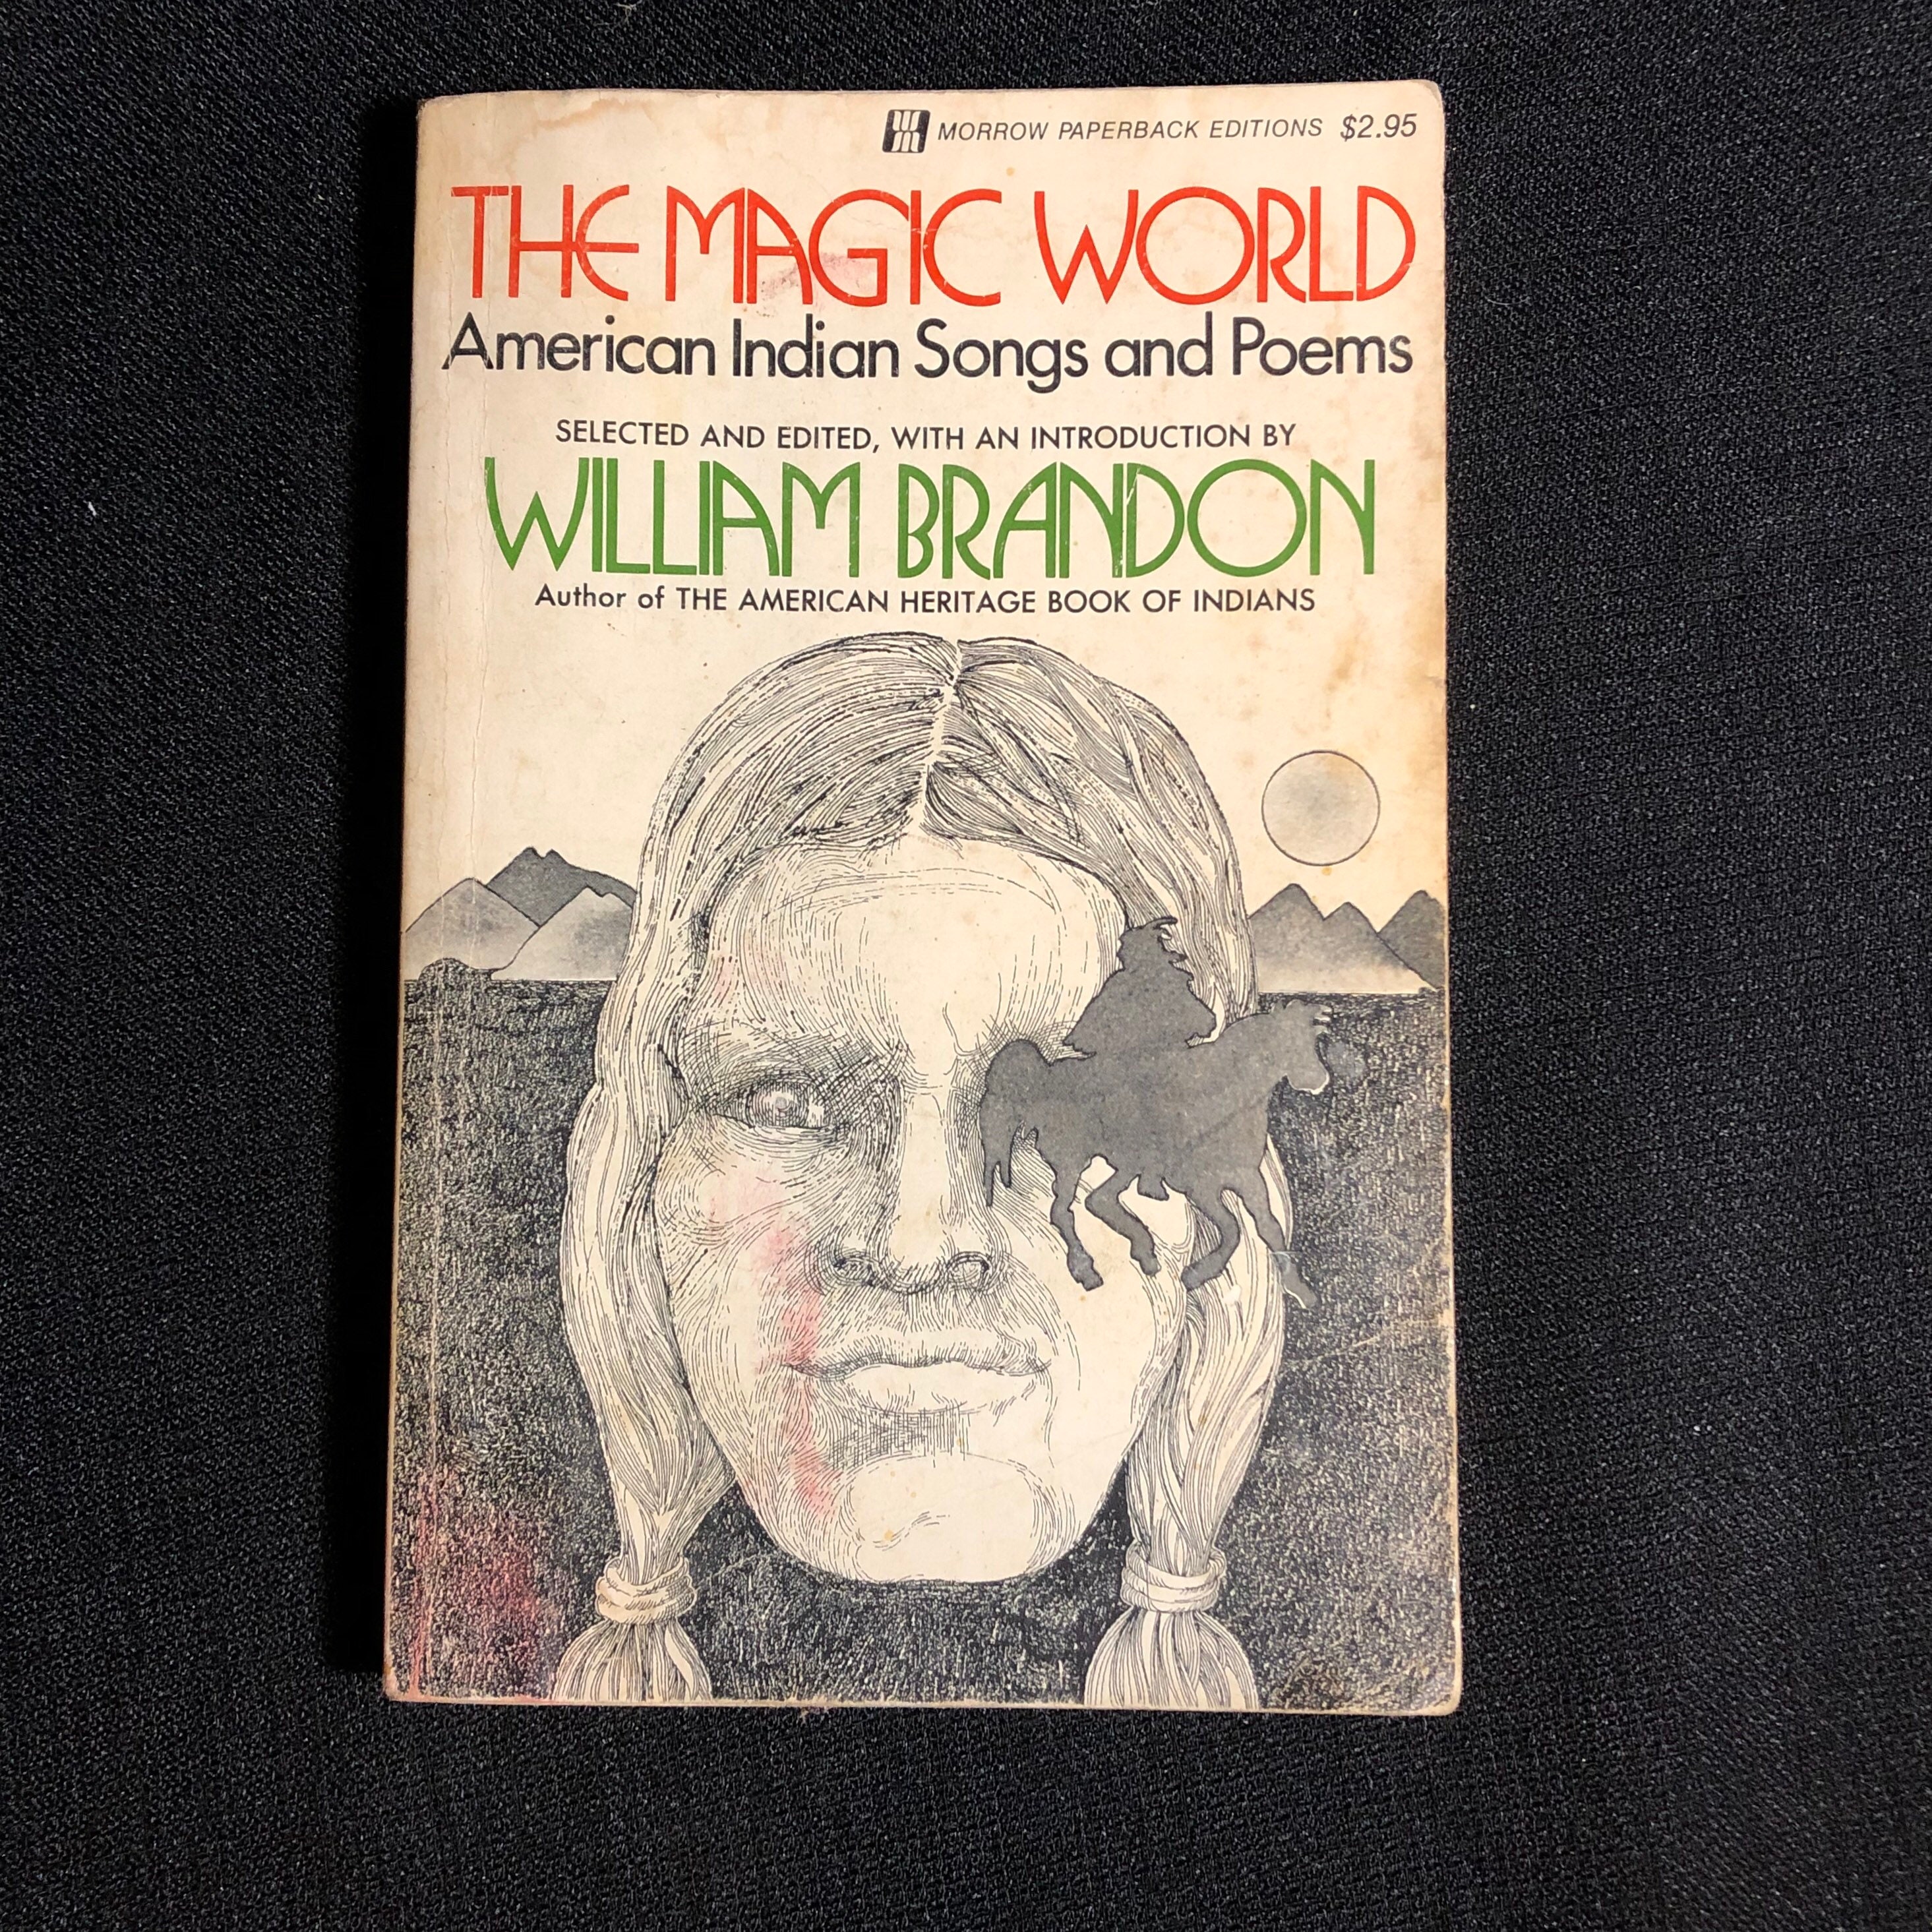 MORROW PAPERBACK EDITIONS $2.95
THE MAGIC WORLD
American Indian Songs and Poems
SELECTED AND EDITED, WITH AN INTRODUCTION BY
WILLIAM BRANDON
Author of THE AMERICAN HERITAGE BOOK OF INDIANS